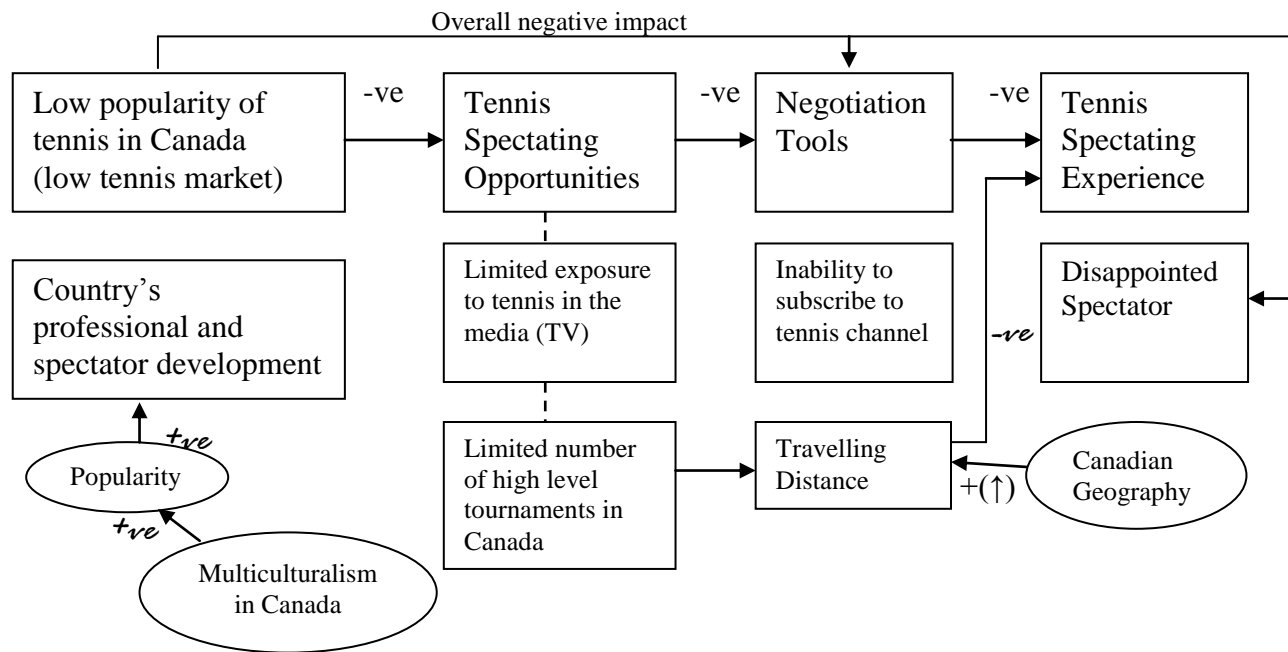 Overall negative impact
Low popularity of
tennis in Canada
(low tennis market)
-ve
Tennis
Spectating
Opportunities
-ve
Negotiation
Tools
-ve
Tennis
Spectating
Experience
Country’s
professional and
spectator development
Limited exposure
to tennis in the
media (TV)
Inability to
subscribe to
tennis channel
-ve
Disappointed
Spectator
+ve
Popularity
+ve
Multiculturalism
in Canada
Limited number
of high level
tournaments in
Canada
Travelling
Distance
+(↑)
Canadian
Geography